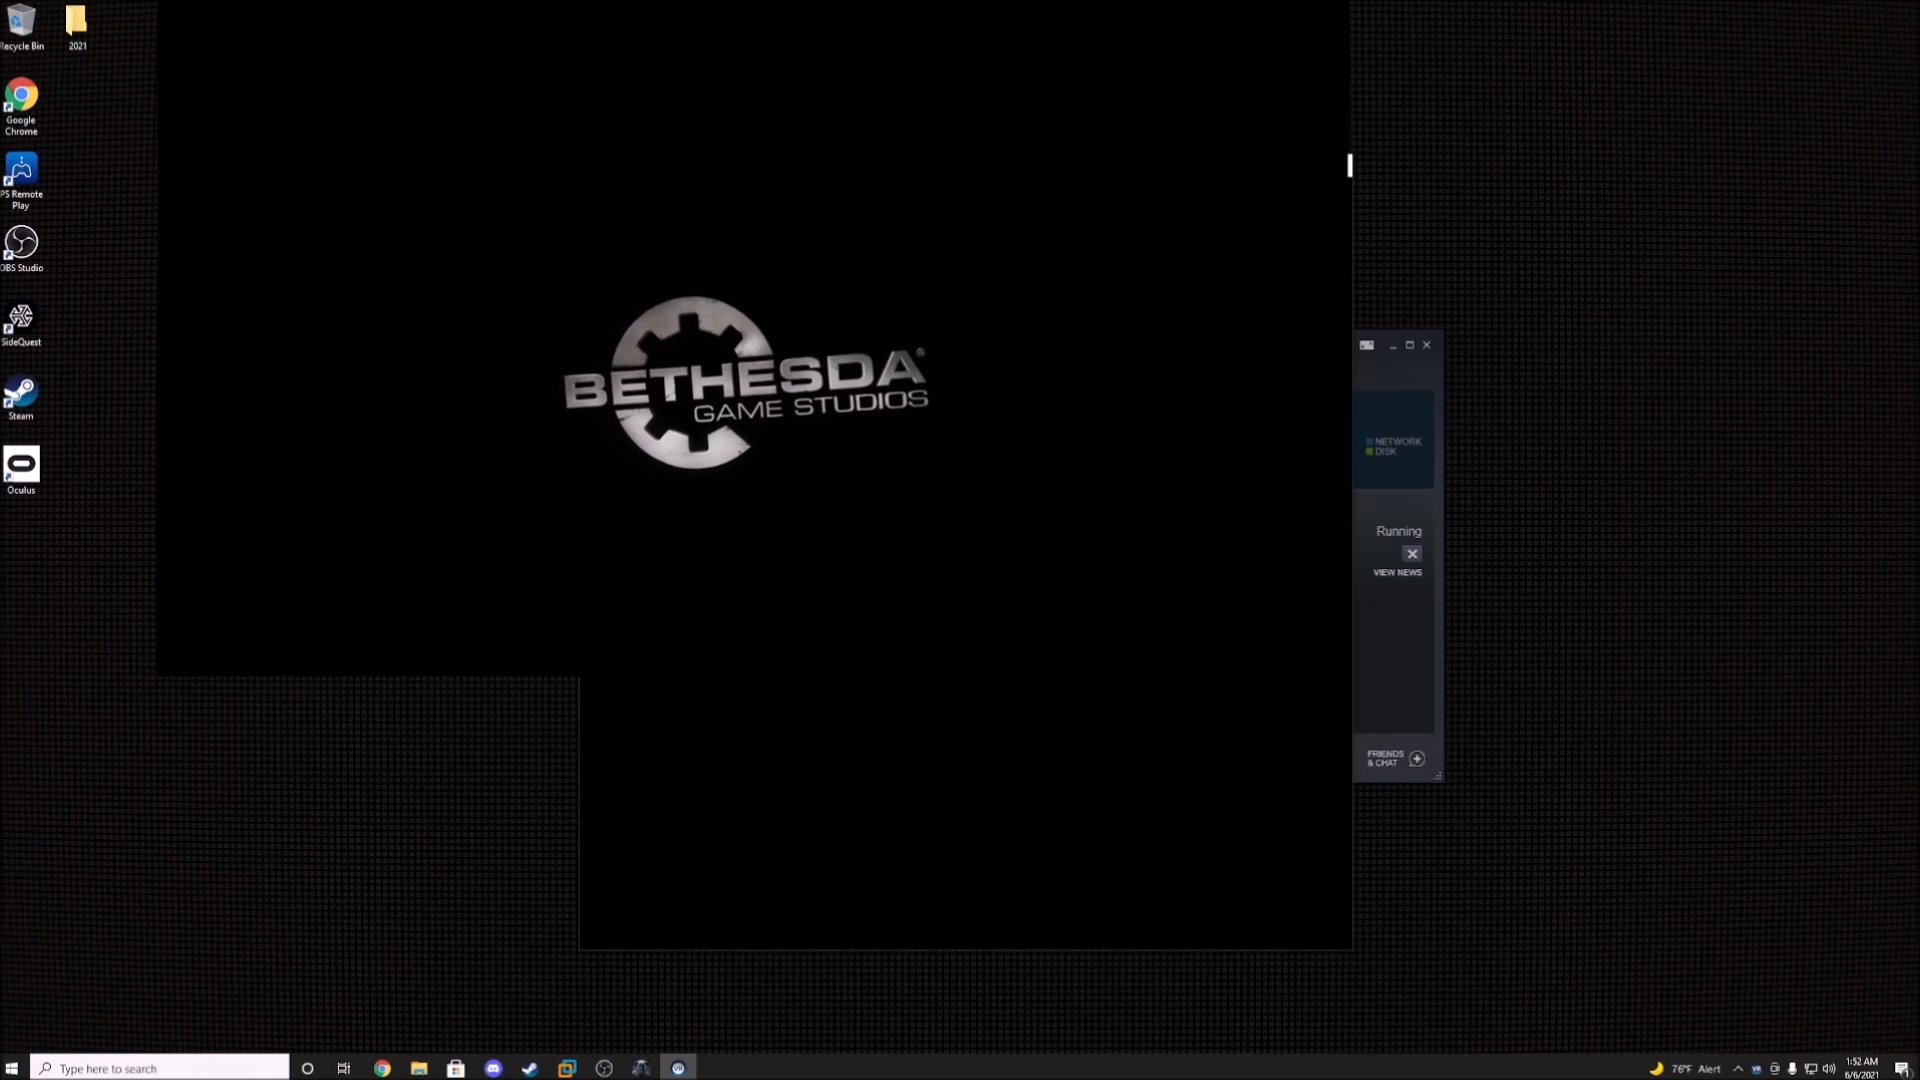 Recycle Bin
2021
Google
Chrome
PS Remote
Play
OBS Studio
SideQuest
Steam
Oculus
BETHESDA®
GAME STUDIOS
NETWORK
DISK
Running
VIEW NEWS
FRIENDS
& CHAT
Type here to search
76°F Alert
1:52 AM
6/6/2021